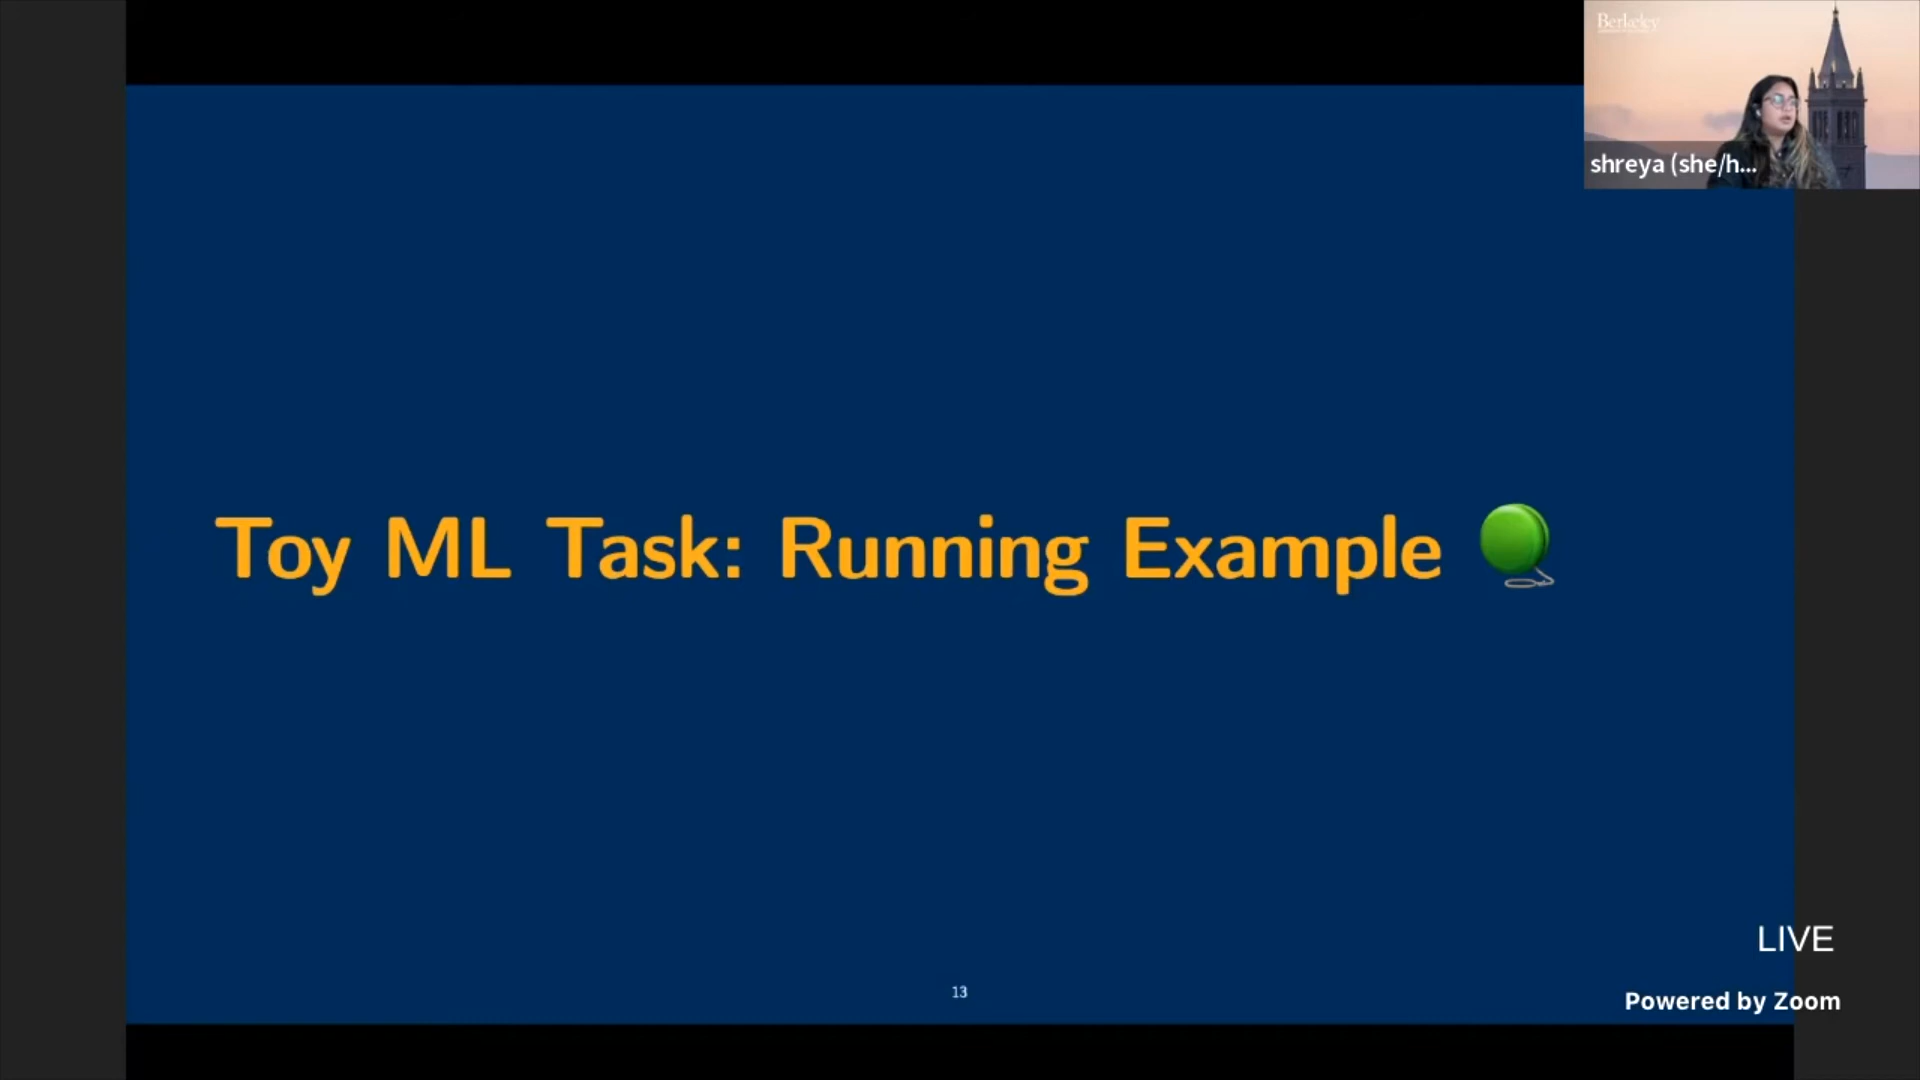 Berkeley
shreya (she/h...
Toy ML Task: Running Example
LIVE
13
Powered by Zoom